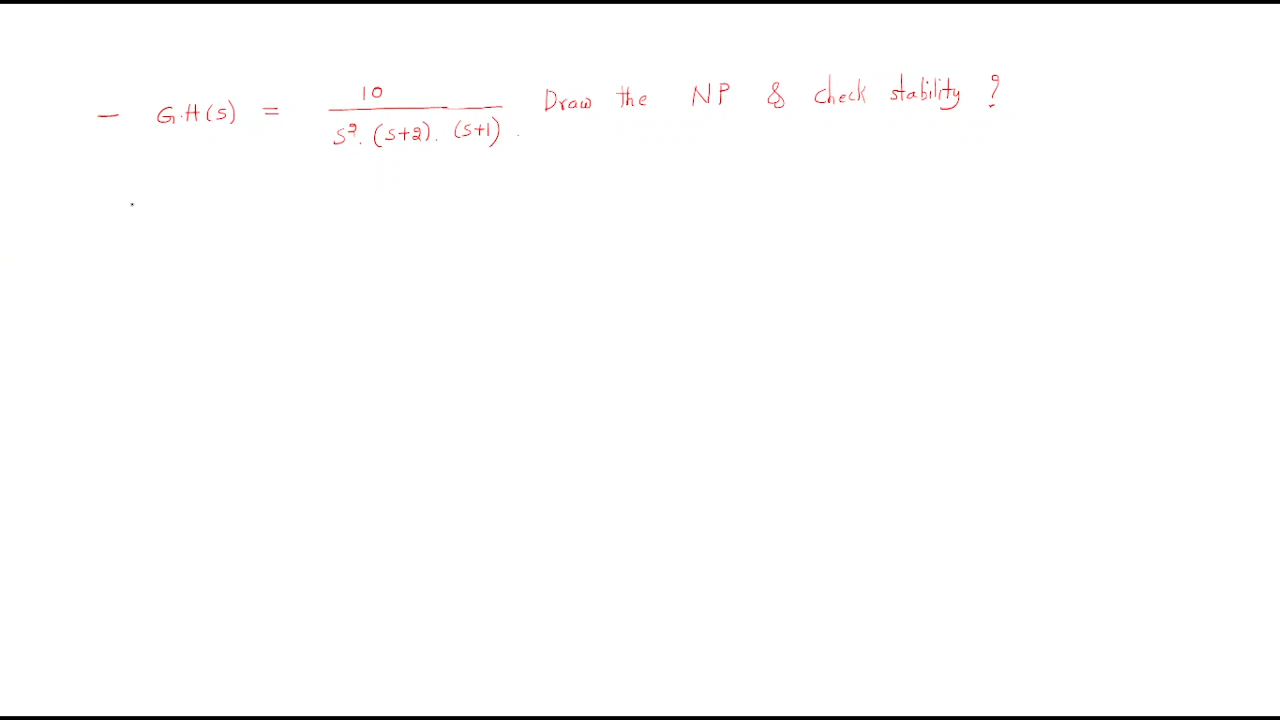 - G.H(s) = 10 / s². (s+2). (s+1). Draw the NP & check stability ?